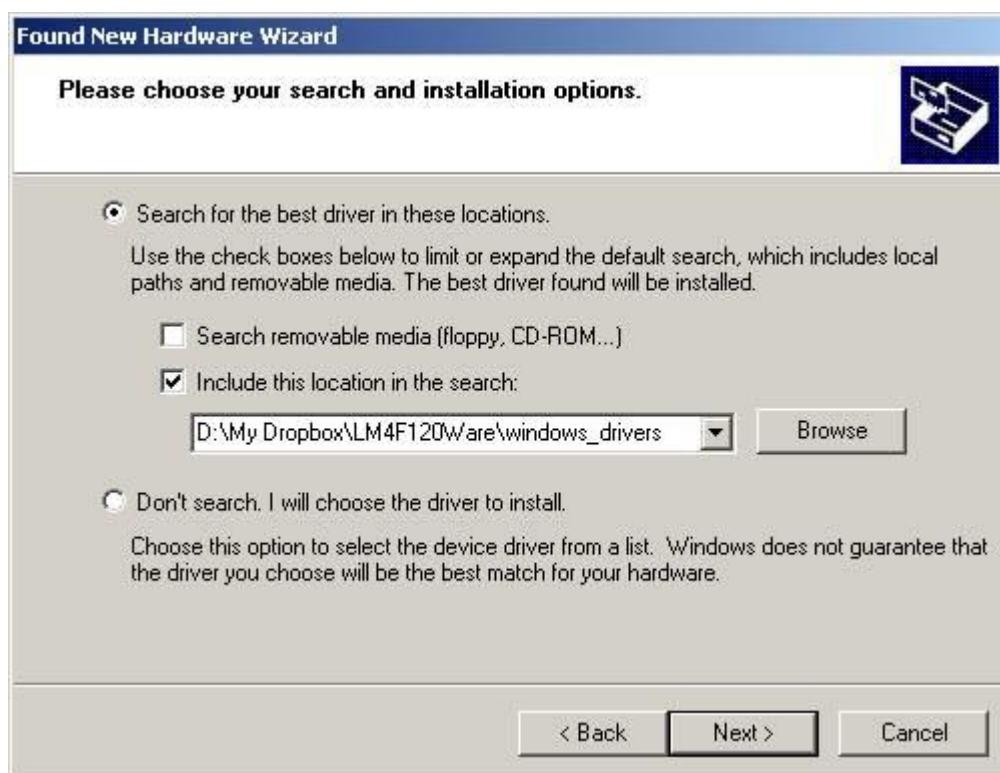 Found New Hardware Wizard
Please choose your search and installation options.
Search for the best driver in these locations.
Use the check boxes below to limit or expand the default search, which includes local
paths and removable media. The best driver found will be installed.
Search removable media (floppy, CD-ROM...)
Include this location in the search:
D:\My Dropbox\LM4F120Ware\windows_drivers
Browse
Don't search. I will choose the driver to install.
Choose this option to select the device driver from a list. Windows does not guarantee that
the driver you choose will be the best match for your hardware.
< Back
Next >
Cancel